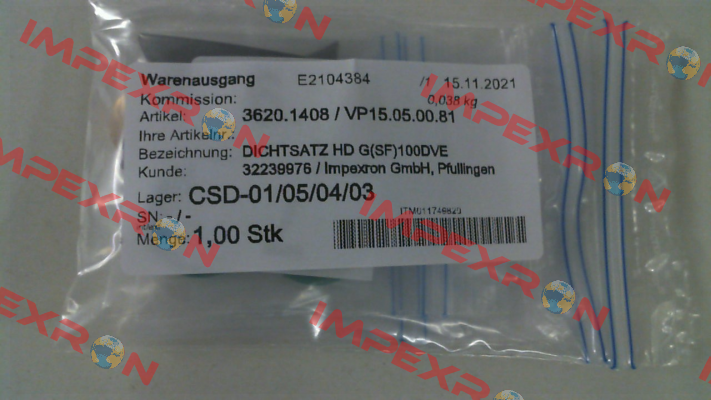 Warenausgang E2104384 /1 15.11.2021
Kommission: 0,038 kg
Artikel: 3620.1408 / VP15.05.00.81
Ihre Artikelnr.:
Bezeichnung: DICHTSATZ HD G(SF)100DVE
Kunde: 32239976 / Impexron GmbH, Pfullingen
Lager: CSD-01/05/04/03
SN: - / -
Menge: 1,00 Stk
IMPEXRON
IMPEXRON
IMPEXRON
IMPEXRON
IMPEXRON